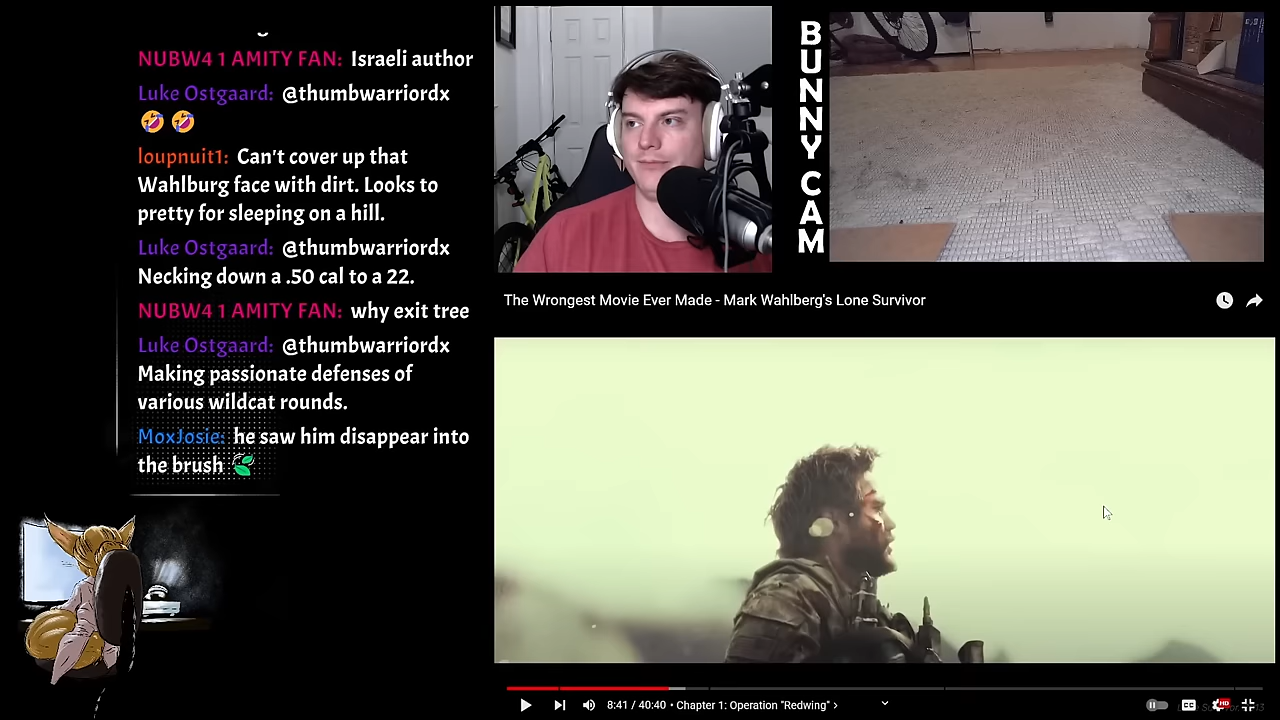 NUBW4 1 AMITY FAN: Israeli author
Luke Ostgaard: @thumbwarriordx
🤣 🤣
loupnuit1: Can't cover up that
Wahlburg face with dirt. Looks to
pretty for sleeping on a hill.
Luke Ostgaard: @thumbwarriordx
Necking down a .50 cal to a 22.
NUBW4 1 AMITY FAN: why exit tree
Luke Ostgaard: @thumbwarriordx
Making passionate defenses of
various wildcat rounds.
MoxJosie: he saw him disappear into
the brush 🍃
BUNNY CAM
The Wrongest Movie Ever Made - Mark Wahlberg's Lone Survivor
8:41 / 40:40 • Chapter 1: Operation "Redwing" ›
CC
HD